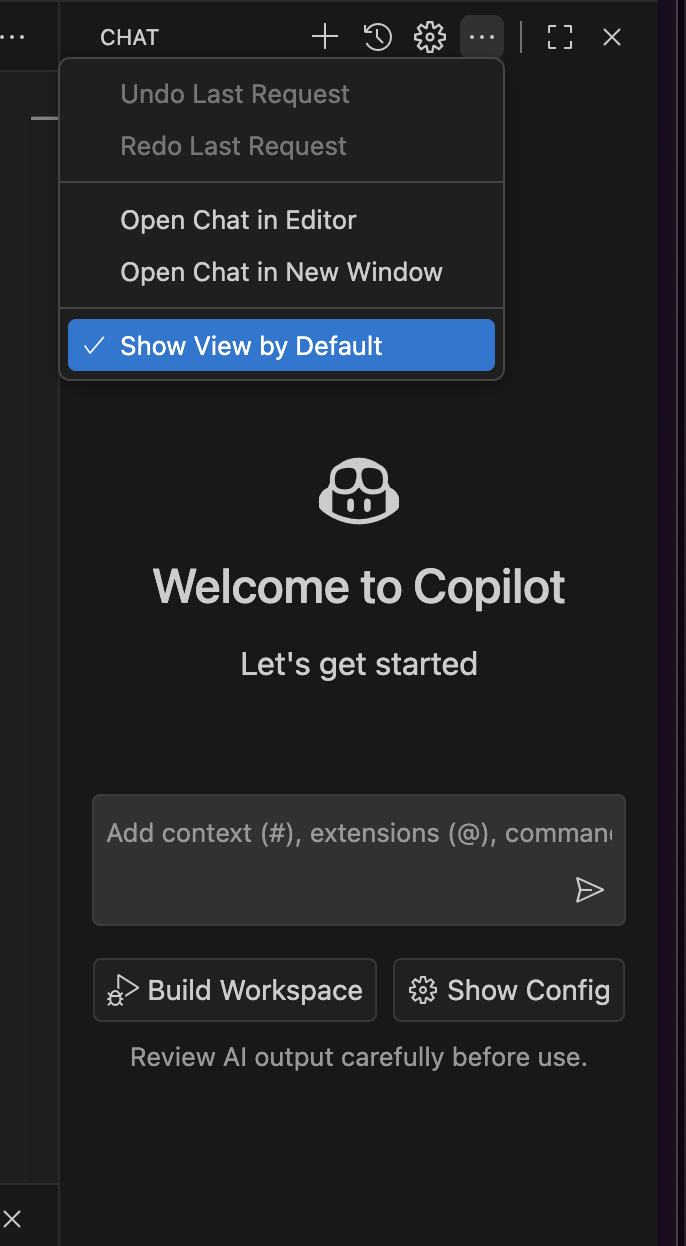 CHAT
Undo Last Request
Redo Last Request
Open Chat in Editor
Open Chat in New Window
Show View by Default
Welcome to Copilot
Let's get started
Add context (#), extensions (@),
Build Workspace
Show Config
Review AI output carefully before use.